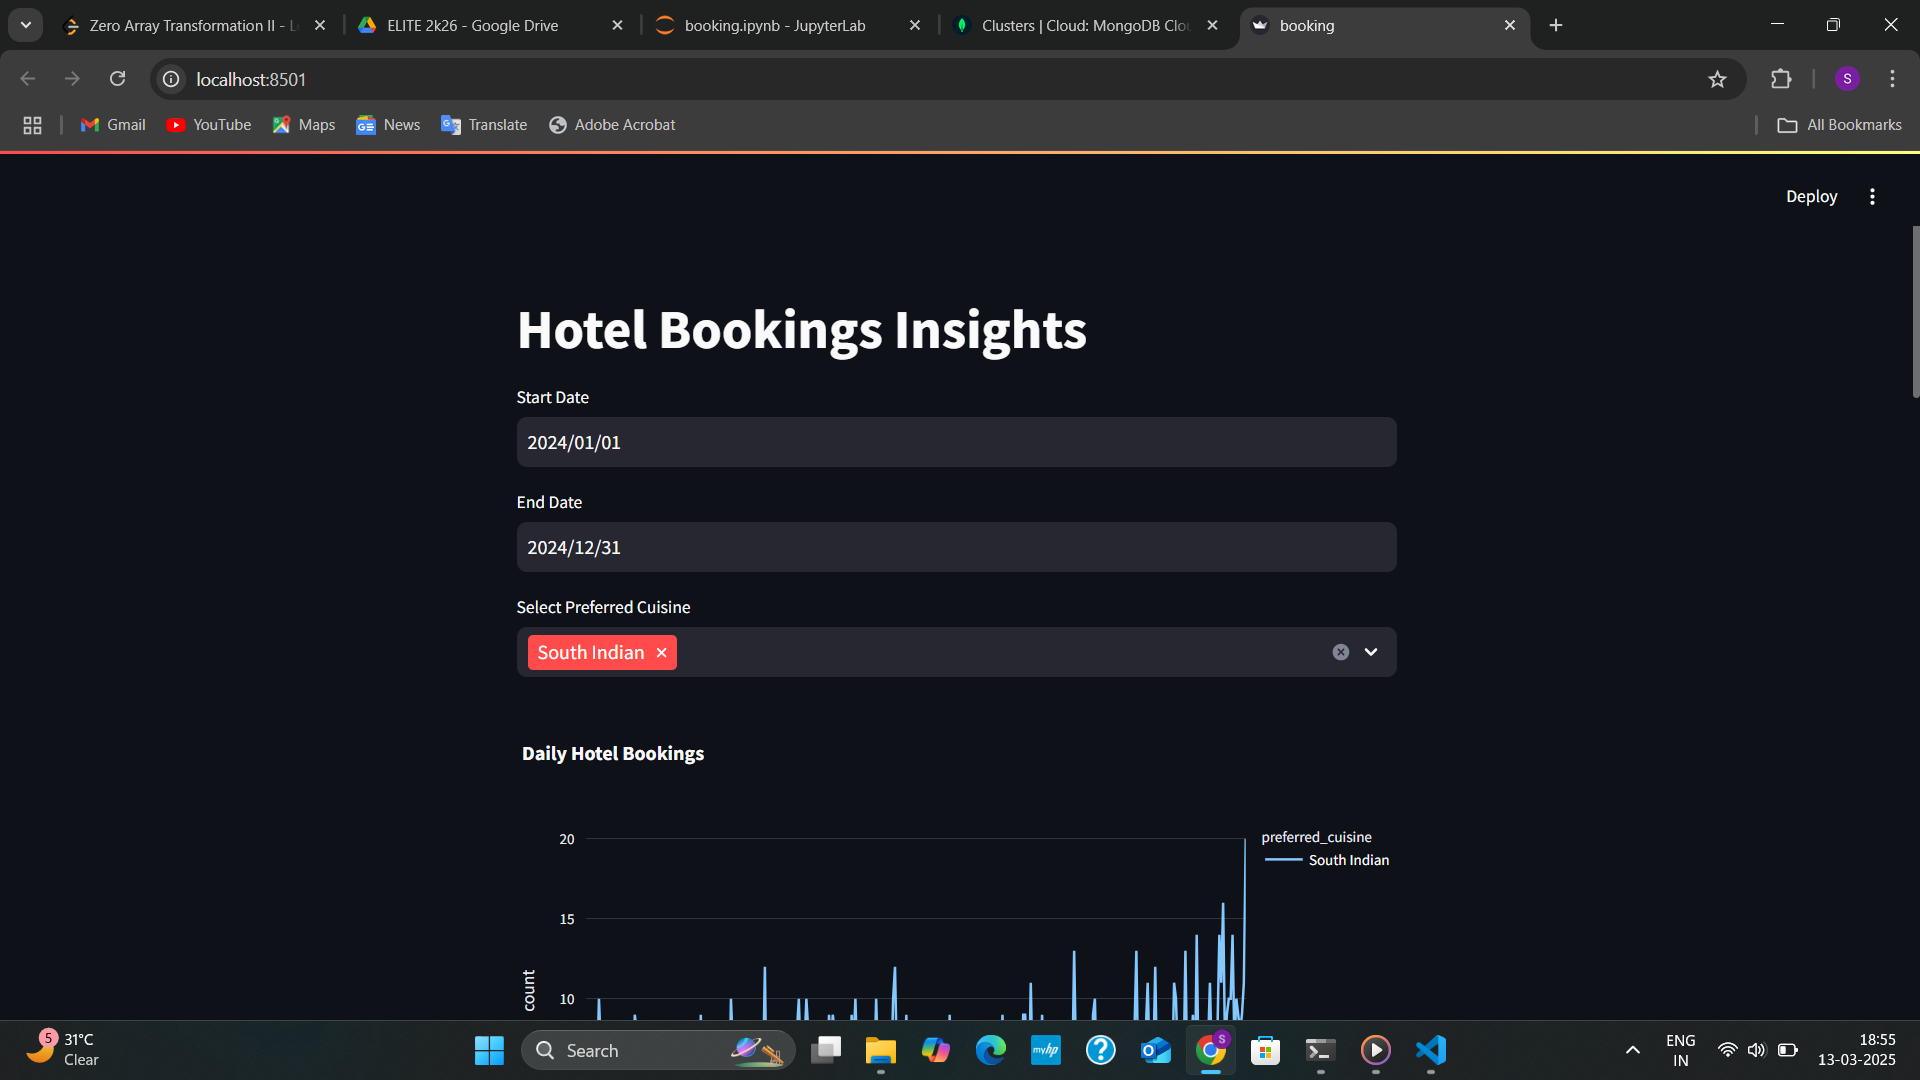 Zero Array Transformation II - L
ELITE 2k26 - Google Drive
booking.ipynb - JupyterLab
Clusters | Cloud: MongoDB Clou
booking
localhost:8501
S
Gmail
YouTube
Maps
News
Translate
Adobe Acrobat
All Bookmarks
Deploy
Hotel Bookings Insights
Start Date
2024/01/01
End Date
2024/12/31
Select Preferred Cuisine
South Indian
Daily Hotel Bookings
20
15
10
count
preferred_cuisine
South Indian
5
31°C
Clear
Search
myhp
S
ENG
IN
18:55
13-03-2025